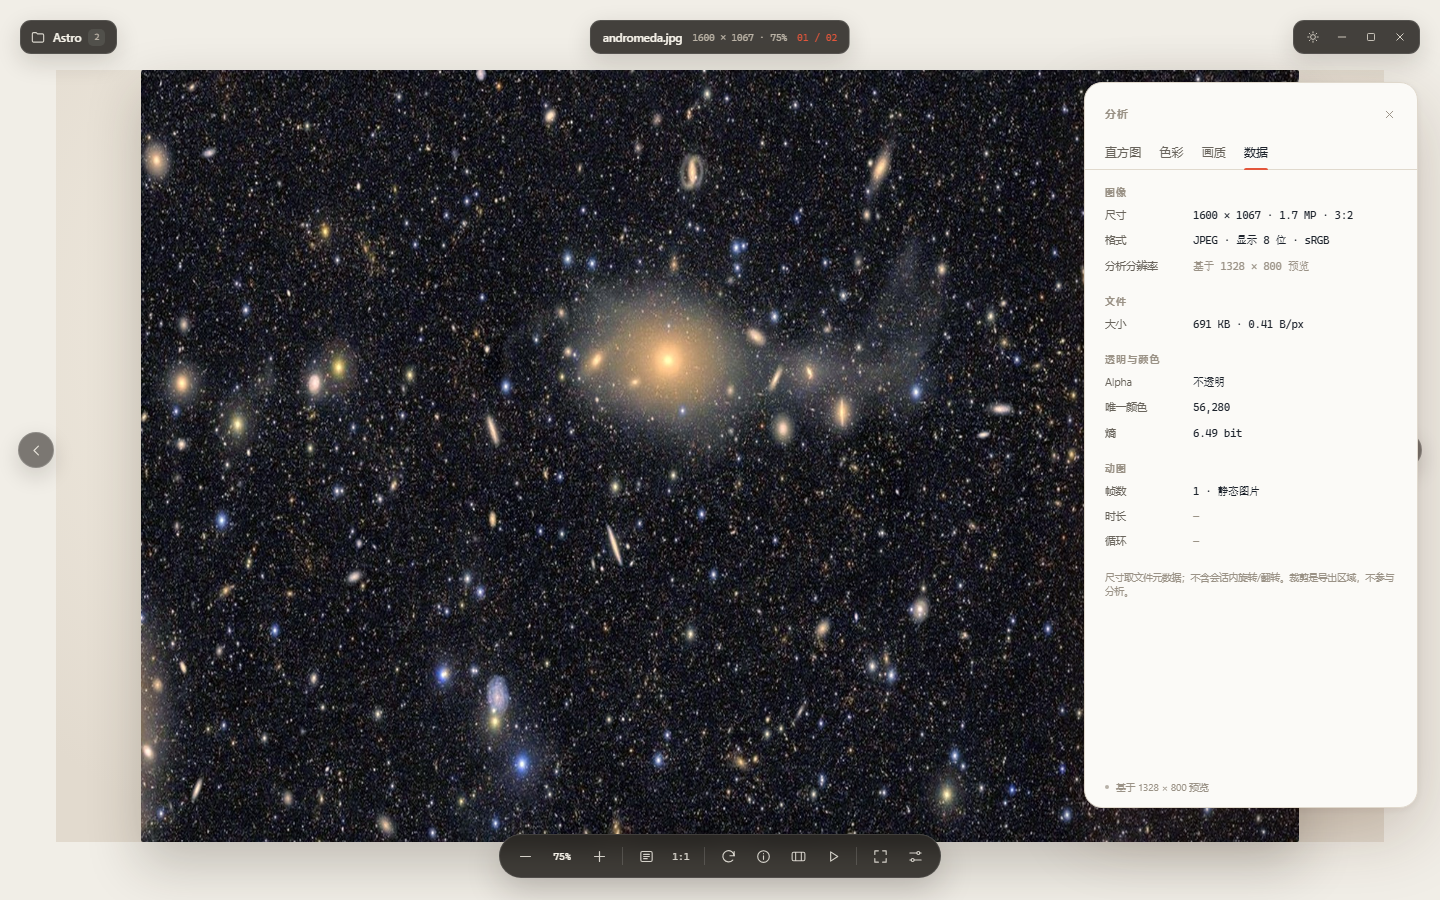 Astro 2
andromeda.jpg 1600 × 1067 · 75% 01 / 02
分析
直方图 色彩 画质 数据
图像
尺寸 1600 × 1067 · 1.7 MP · 3:2
格式 JPEG · 显示 8 位 · sRGB
分析分辨率 基于 1328 × 800 预览
文件
大小 691 KB · 0.41 B/px
透明与颜色
Alpha 不透明
唯一颜色 56,280
熵 6.49 bit
动图
帧数 1 · 静态图片
时长 —
循环 —
尺寸取文件元数据；不含会话内旋转/翻转。裁剪是导出区域，不参与
分析。
基于 1328 × 800 预览
75% 1:1